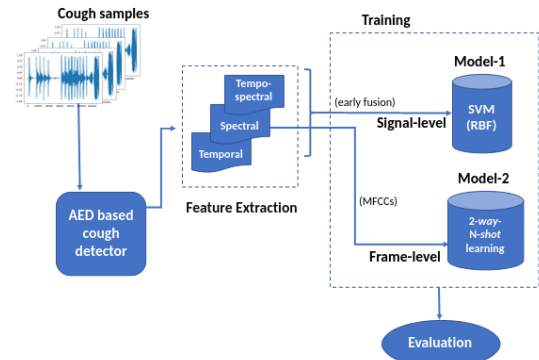 Cough samples
Training
Model-1
Tempo-
spectral
Spectral
Temporal
(early fusion)
Signal-level
SVM
(RBF)
Model-2
AED based
cough
detector
Feature Extraction
(MFCCs)
2-way-
N-shot
learning
Frame-level
Evaluation